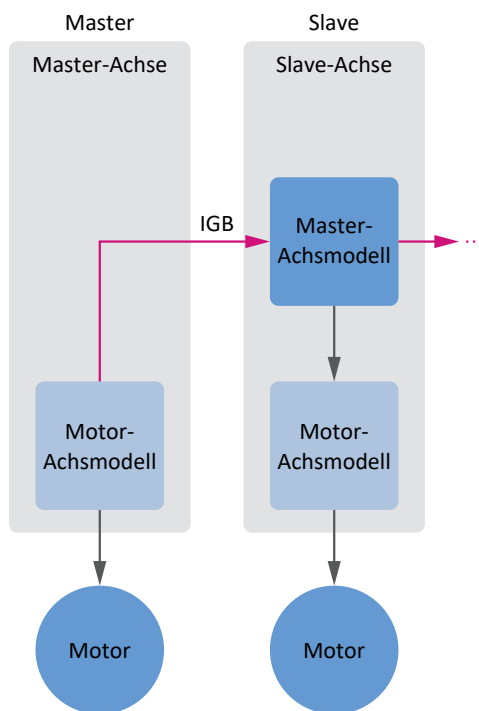 Master
Slave
Master-Achse
Slave-Achse
IGB
Master-
Achsmodell
Motor-
Achsmodell
Motor-
Achsmodell
Motor
Motor